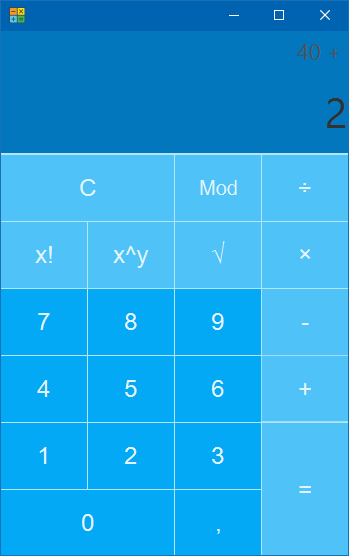 40 +
2
C Mod ÷
x! x^y √ ×
7 8 9 -
4 5 6 +
1 2 3 =
0 ,